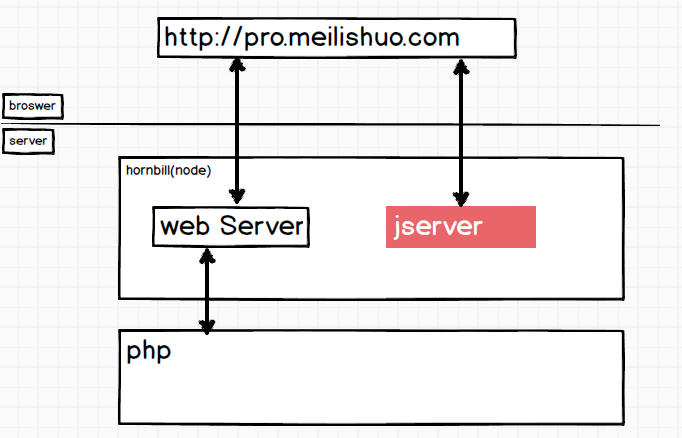 http://pro.meilishuo.com
broswer
server
hornbill(node)
web Server
jserver
php